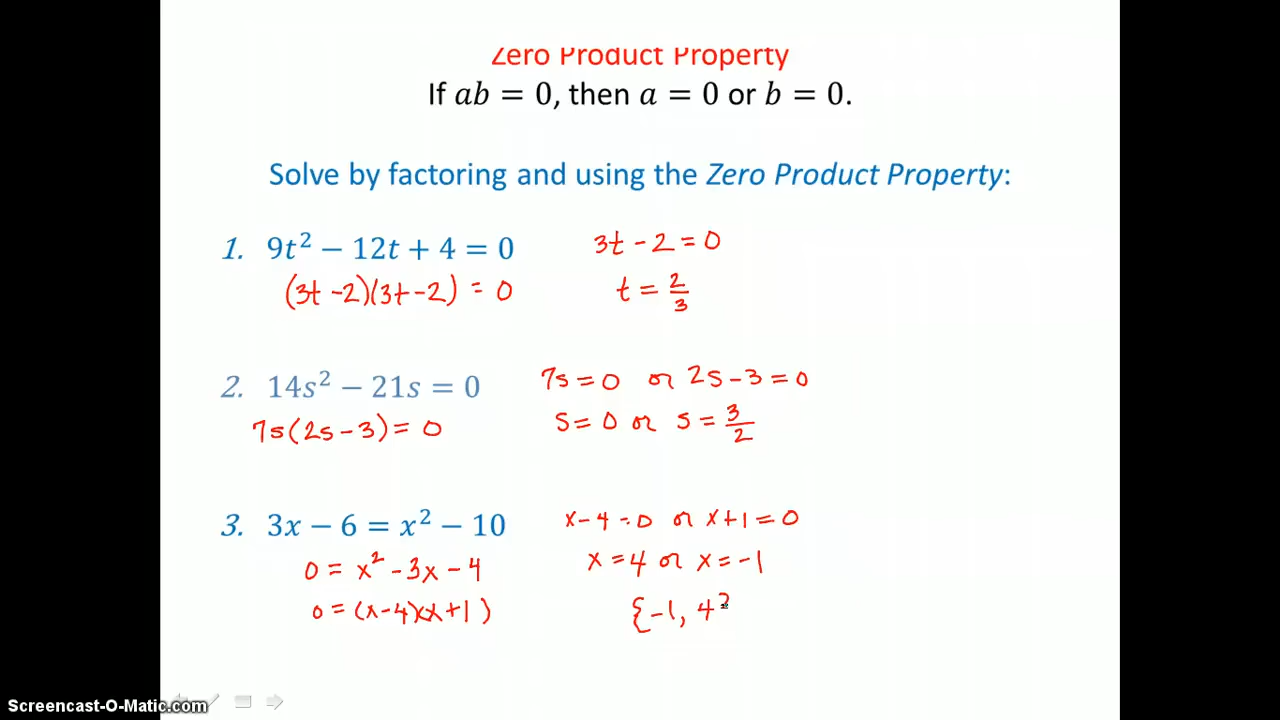 Zero Product Property
If ab = 0, then a = 0 or b = 0.
Solve by factoring and using the Zero Product Property:
1. 9t² − 12t + 4 = 0
(3t − 2)(3t − 2) = 0
3t − 2 = 0
t = 2/3
2. 14s² − 21s = 0
7s(2s − 3) = 0
7s = 0 or 2s − 3 = 0
s = 0 or s = 3/2
3. 3x − 6 = x² − 10
0 = x² − 3x − 4
0 = (x − 4)(x + 1)
x − 4 = 0 or x + 1 = 0
x = 4 or x = −1
{−1, 4
Screencast-O-Matic.com